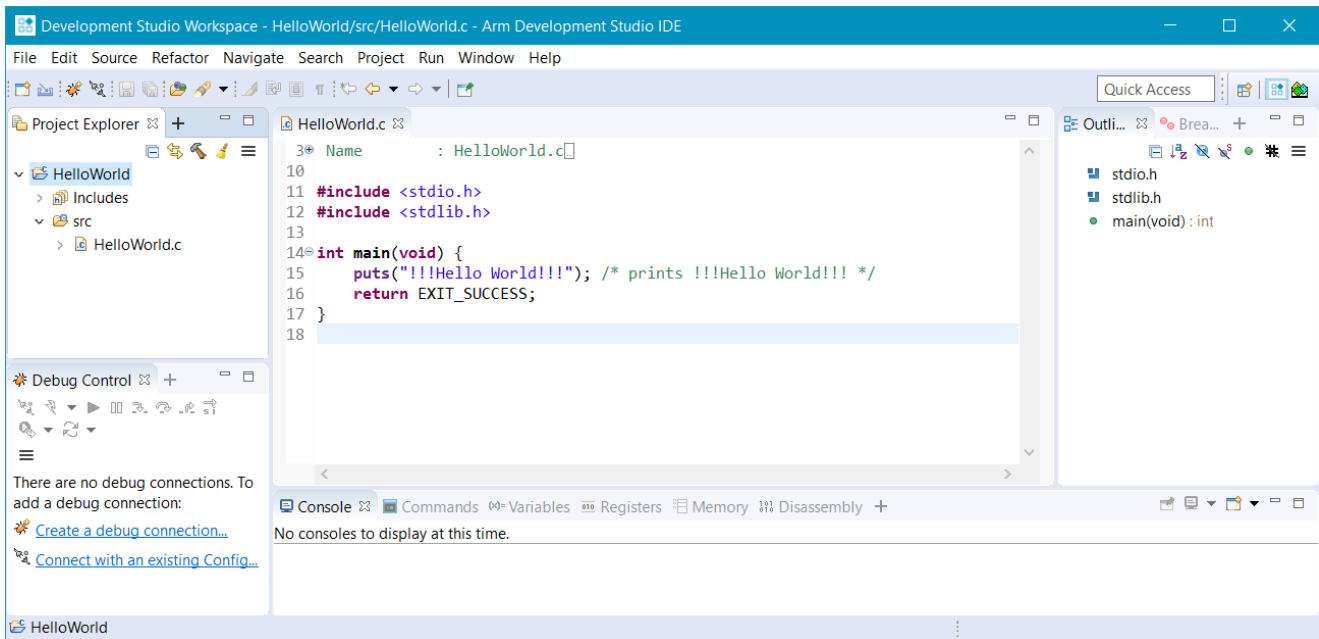 Development Studio Workspace - HelloWorld/src/HelloWorld.c - Arm Development Studio IDE
File Edit Source Refactor Navigate Search Project Run Window Help
Quick Access
Project Explorer
HelloWorld
Includes
src
HelloWorld.c
HelloWorld.c
3 Name : HelloWorld.c
10
11 #include <stdio.h>
12 #include <stdlib.h>
13
14 int main(void) {
15 puts("!!!Hello World!!!"); /* prints !!!Hello World!!! */
16 return EXIT_SUCCESS;
17 }
18
Outli... Brea...
stdio.h
stdlib.h
main(void) : int
Debug Control
There are no debug connections. To
add a debug connection:
Create a debug connection...
Connect with an existing Config...
Console Commands Variables Registers Memory Disassembly
No consoles to display at this time.
HelloWorld